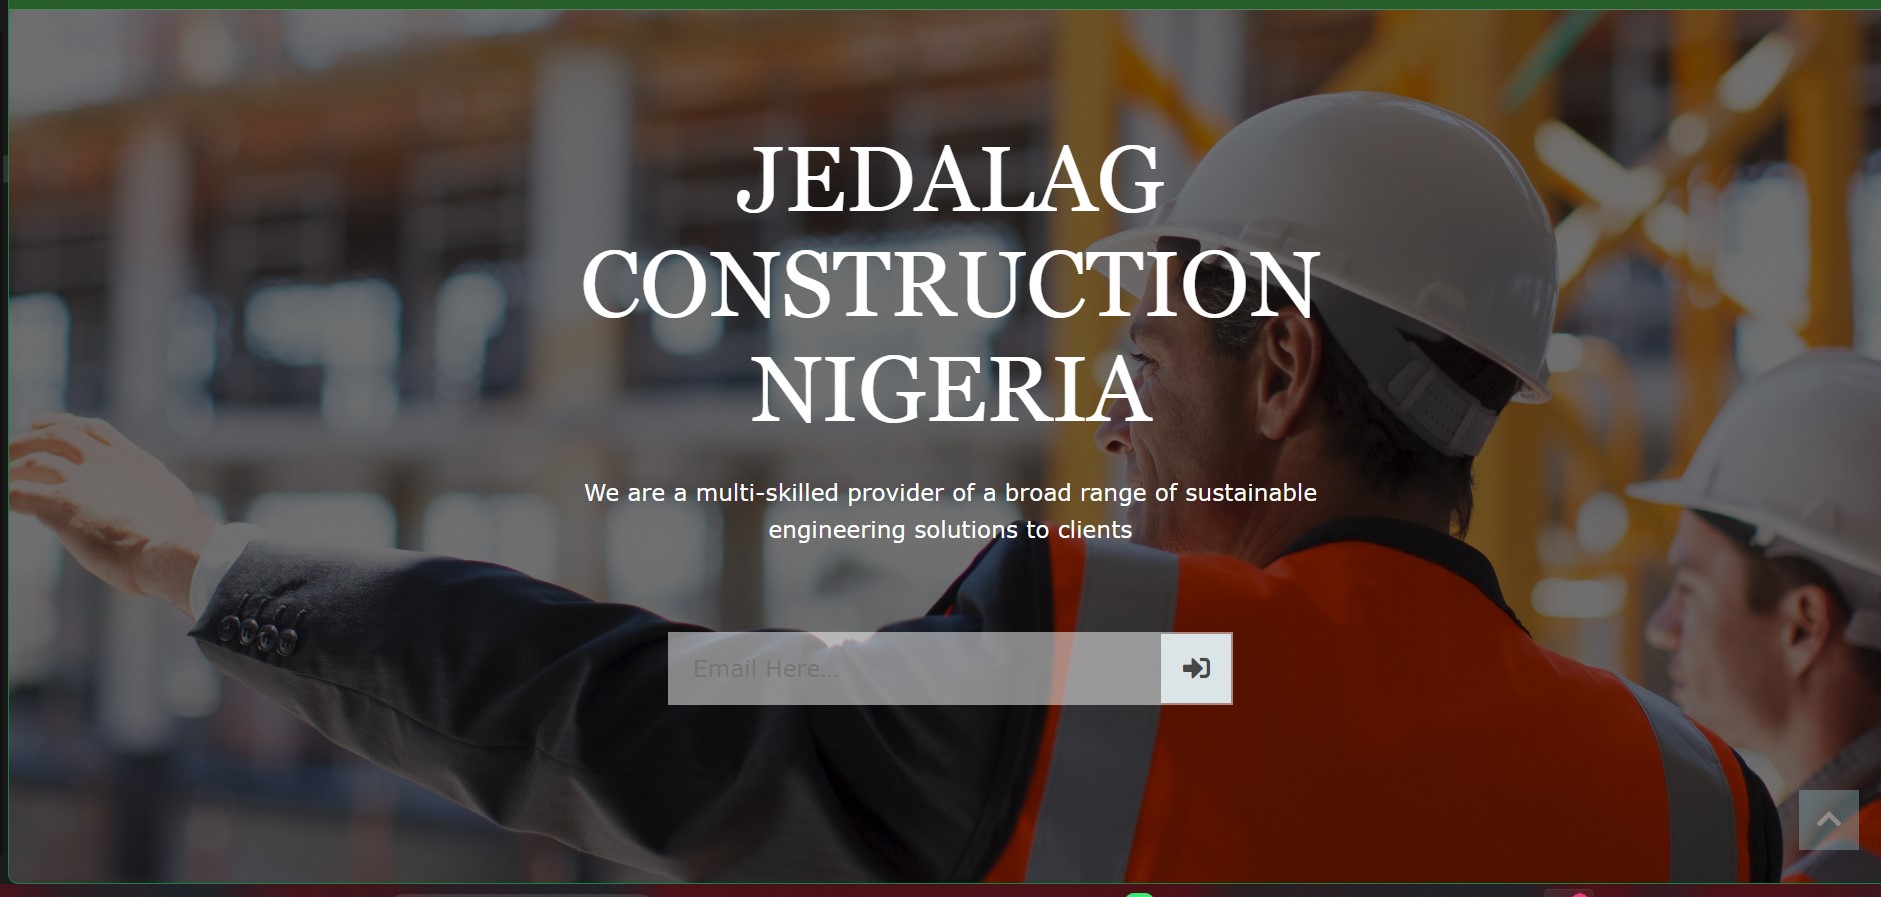 JEDALAG
CONSTRUCTION
NIGERIA
We are a multi-skilled provider of a broad range of sustainable
engineering solutions to clients
Email Here...